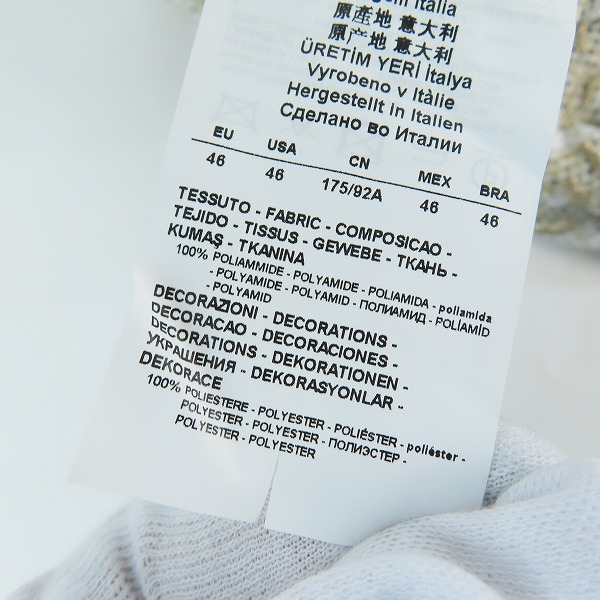 Italia
原產地 意大利
原产地 意大利
ÜRETİM YERİ İtalya
Vyrobeno v Itàlie
Hergestellt in Italien
Сделано во Италии
EU USA CN MEX BRA
46 46 175/92A 46 46
TESSUTO - FABRIC - COMPOSICAO -
TEJIDO - TISSUS - GEWEBE - ТКАНЬ -
KUMAŞ - TKANINA
100% POLIAMMIDE - POLYAMIDE - POLIAMIDA - poliamida
- POLYAMIDE - POLYAMID - ПОЛИАМИД - POLİAMİD
- POLYAMID
DECORAZIONI - DECORATIONS -
DECORACAO - DECORACIONES -
DECORATIONS - DEKORATIONEN -
УКРАШЕНИЯ - DEKORASYONLAR -
DEKORACE
100% POLIESTERE - POLYESTER - POLIÉSTER - poliéster -
POLYESTER - POLYESTER - ПОЛИЭСТЕР -
POLYESTER - POLYESTER